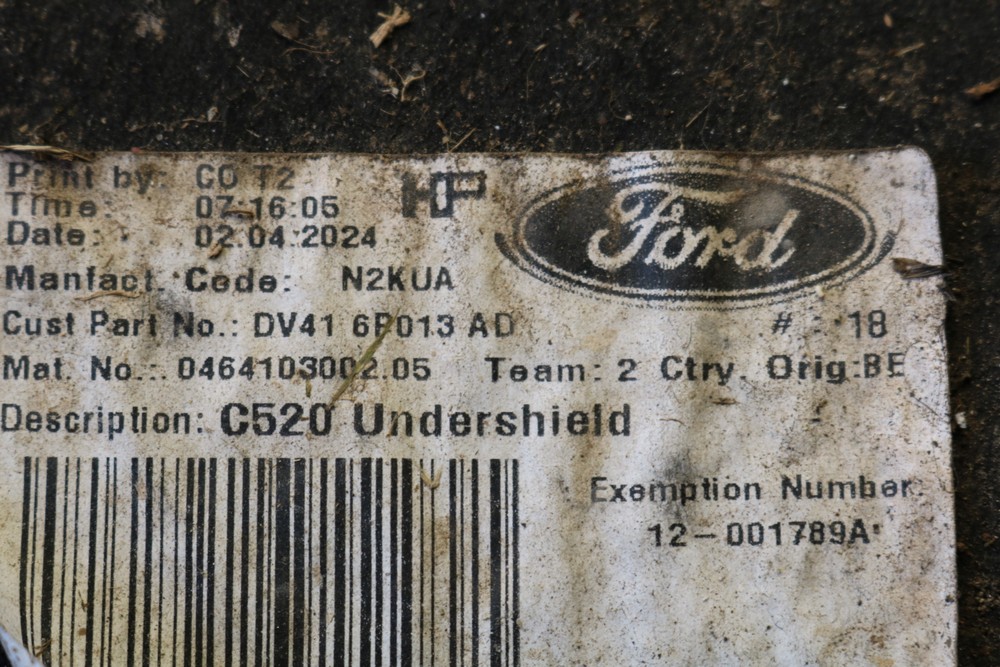 Print by: CO T2
HP
Ford
Time: 07:16:05
Date: 02.04.2024
Manfact. Code: N2KUA
Cust Part No.: DV41 6P013 AD # : 18
Mat. No.: 0464103002.05 Team: 2 Ctry. Orig:BE
Description: C520 Undershield
Exemption Number:
12-001789A